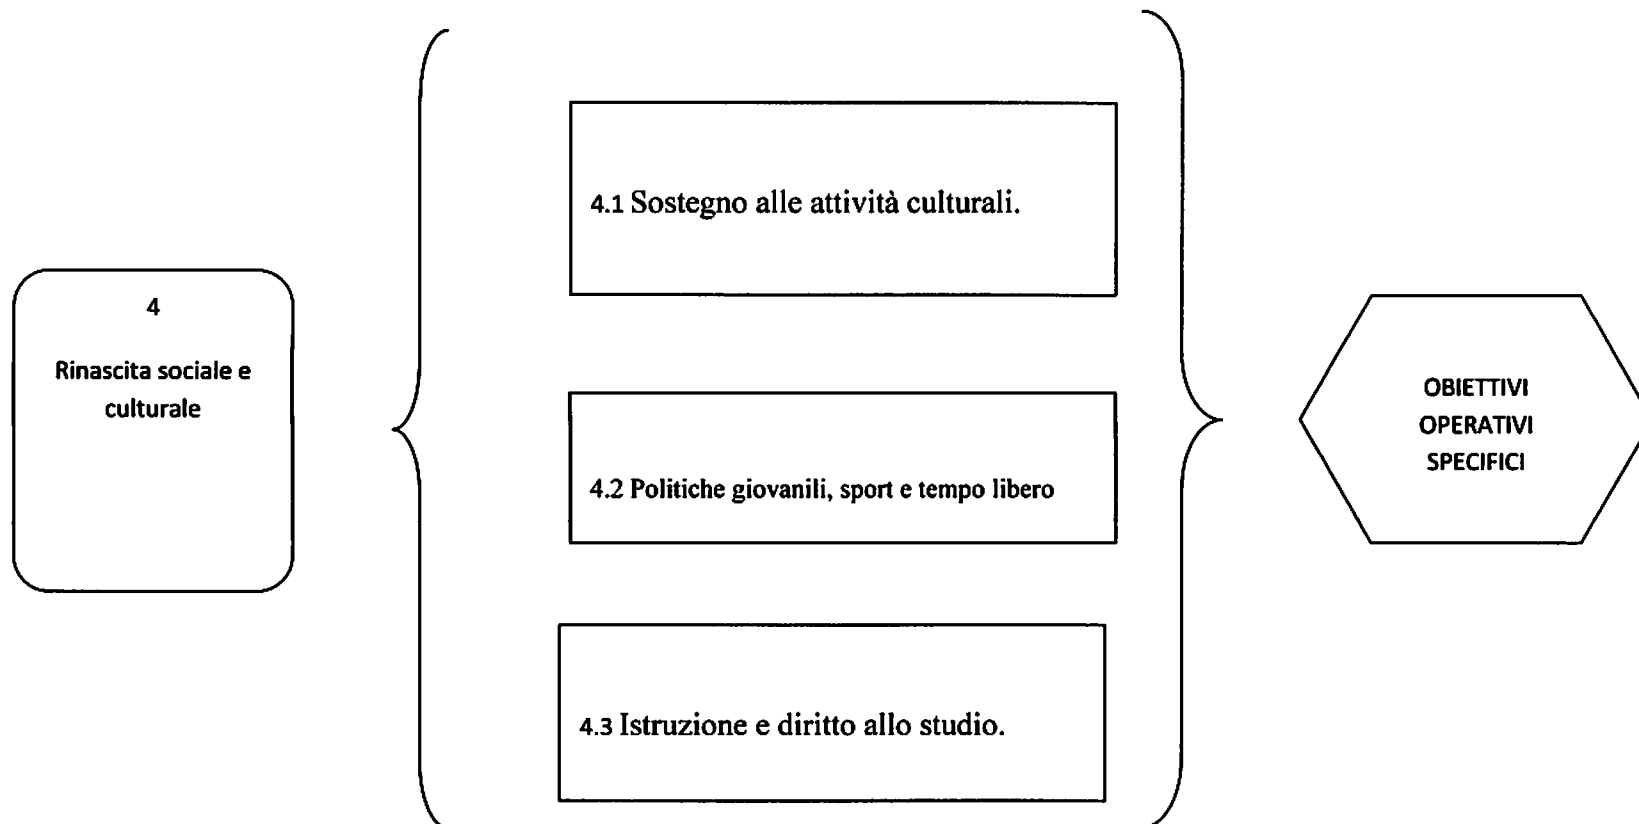 4
Rinascita sociale e
culturale
4.1 Sostegno alle attività culturali.
4.2 Politiche giovanili, sport e tempo libero
4.3 Istruzione e diritto allo studio.
OBIETTIVI
OPERATIVI
SPECIFICI